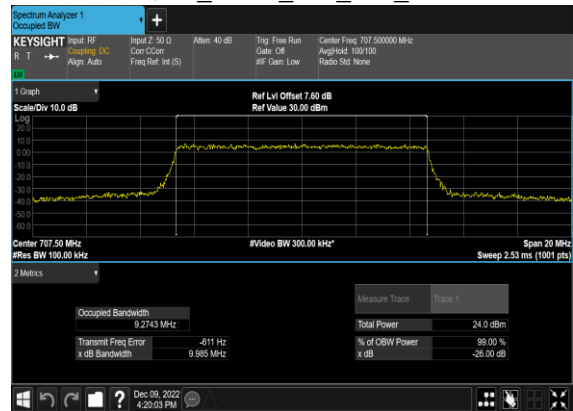 Spectrum Analyzer 1
Occupied BW
+
KEYSIGHT
R T
LU
Input: RF
Coupling: DC
Align: Auto
Input Z: 50 Ω
Corr CCorr
Freq Ref: Int (S)
Atten: 40 dB
Trig: Free Run
Gate: Off
#IF Gain: Low
Center Freq: 707.500000 MHz
Avg|Hold: 100/100
Radio Std: None
1 Graph
Scale/Div 10.0 dB
Ref Lvl Offset 7.60 dB
Ref Value 30.00 dBm
Log
20.0
10.0
0.00
-10.0
-20.0
-30.0
-40.0
-50.0
-60.0
Center 707.50 MHz
#Res BW 100.00 kHz
#Video BW 300.00 kHz*
Span 20 MHz
Sweep 2.53 ms (1001 pts)
2 Metrics
Measure Trace Trace 1
Occupied Bandwidth
9.2743 MHz
Total Power 24.0 dBm
Transmit Freq Error -611 Hz
% of OBW Power 99.00 %
x dB Bandwidth 9.985 MHz
x dB -26.00 dB
?
Dec 09, 2022
4:20:03 PM